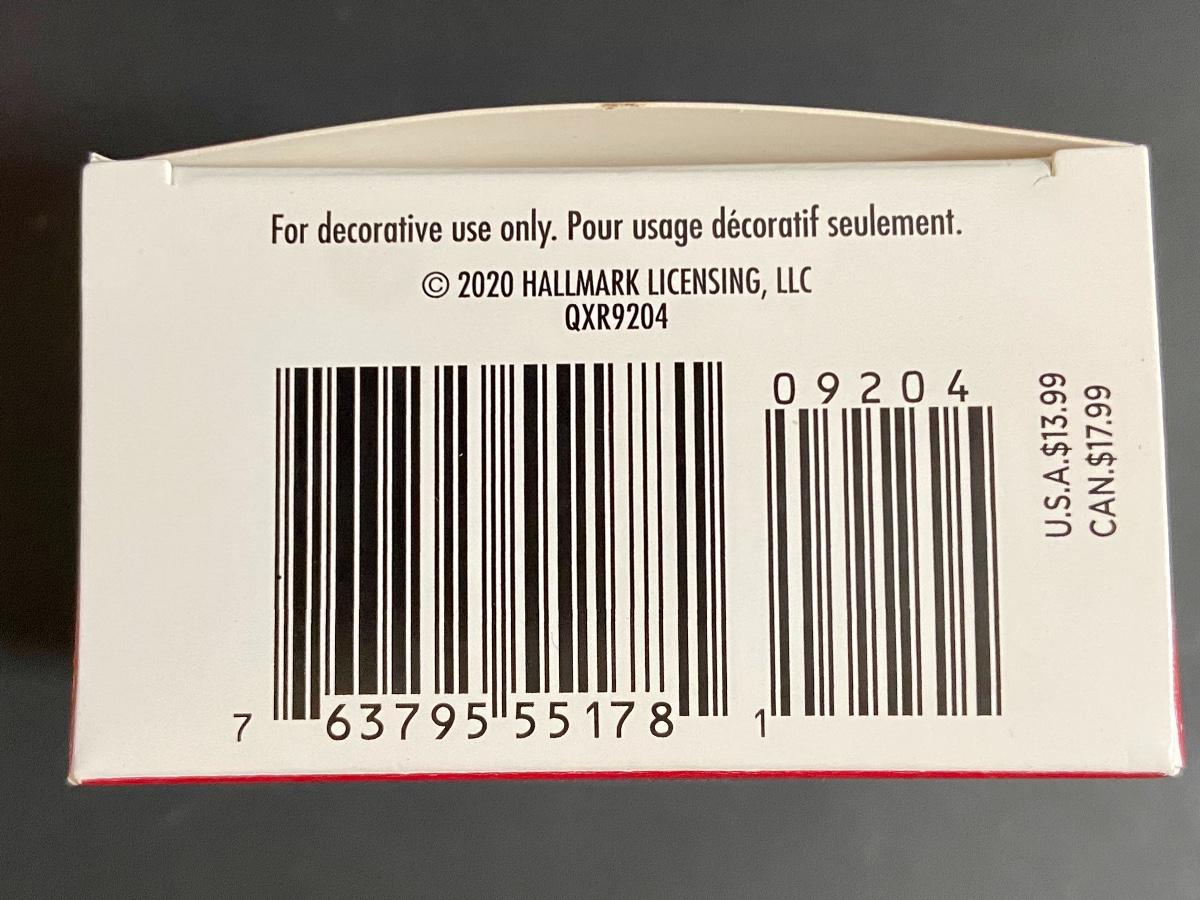 For decorative use only. Pour usage décoratif seulement.
© 2020 HALLMARK LICENSING, LLC
QXR9204
09204
U.S.A.$13.99
CAN.$17.99
7 63795 55178 1